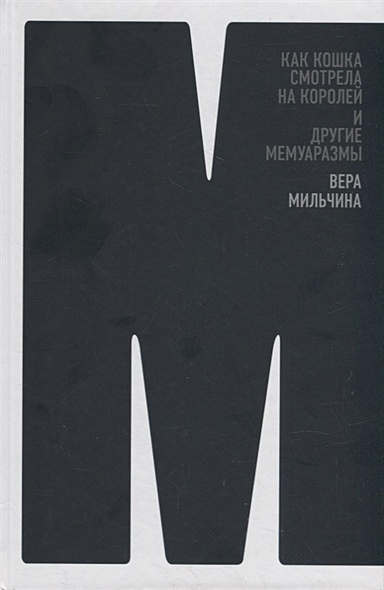 М
КАК КОШКА
СМОТРЕЛА
НА КОРОЛЕЙ
И
ДРУГИЕ
МЕМУАРАЗМЫ
ВЕРА
МИЛЬЧИНА